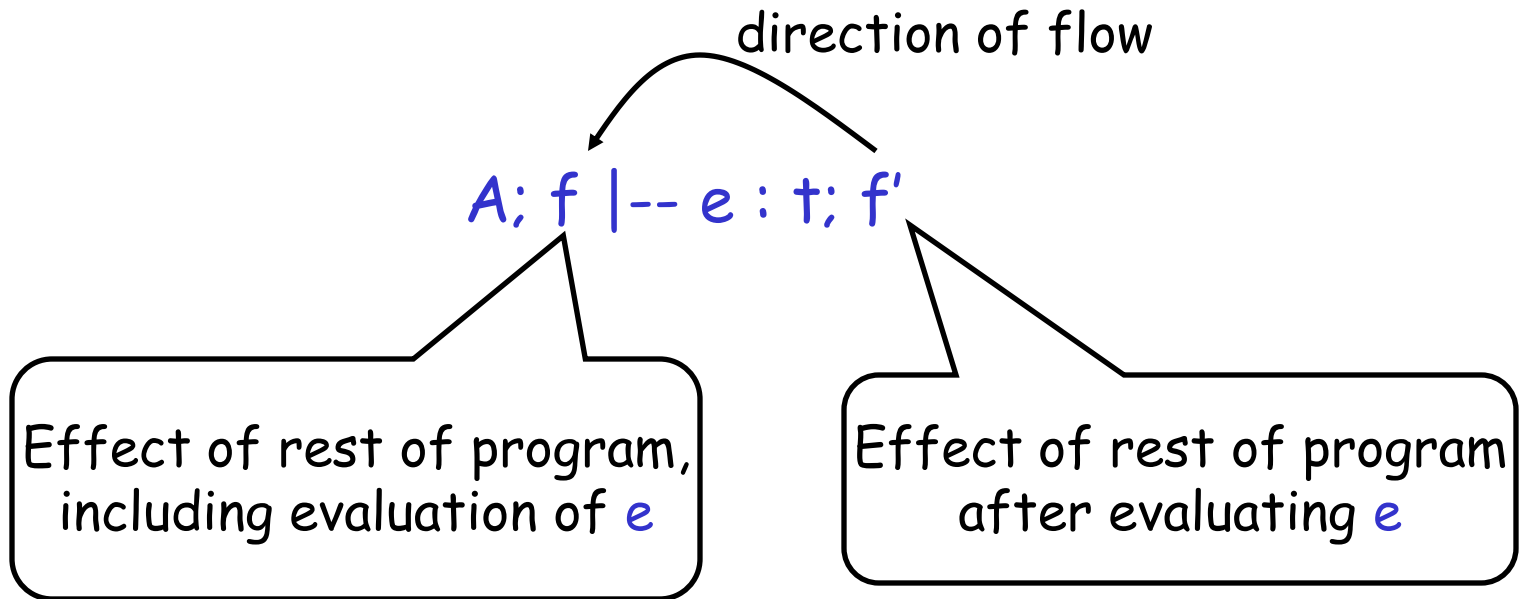 direction of flow
A; f |-- e : t; f'
Effect of rest of program,
including evaluation of e
Effect of rest of program
after evaluating e